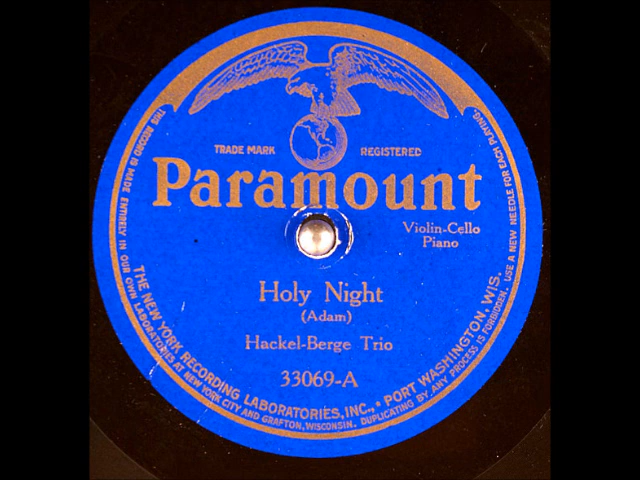 TRADE MARK REGISTERED
Paramount
Violin-Cello
Piano
Holy Night
(Adam)
Hackel-Berge Trio
33069-A
THE NEW YORK RECORDING LABORATORIES, INC., • PORT WASHINGTON, WIS.
THIS RECORD IS MADE ENTIRELY IN OUR OWN LABORATORIES AT NEW YORK CITY AND GRAFTON, WISCONSIN. DUPLICATING BY ANY PROCESS IS FORBIDDEN. USE A NEW NEEDLE FOR EACH PLAYING.